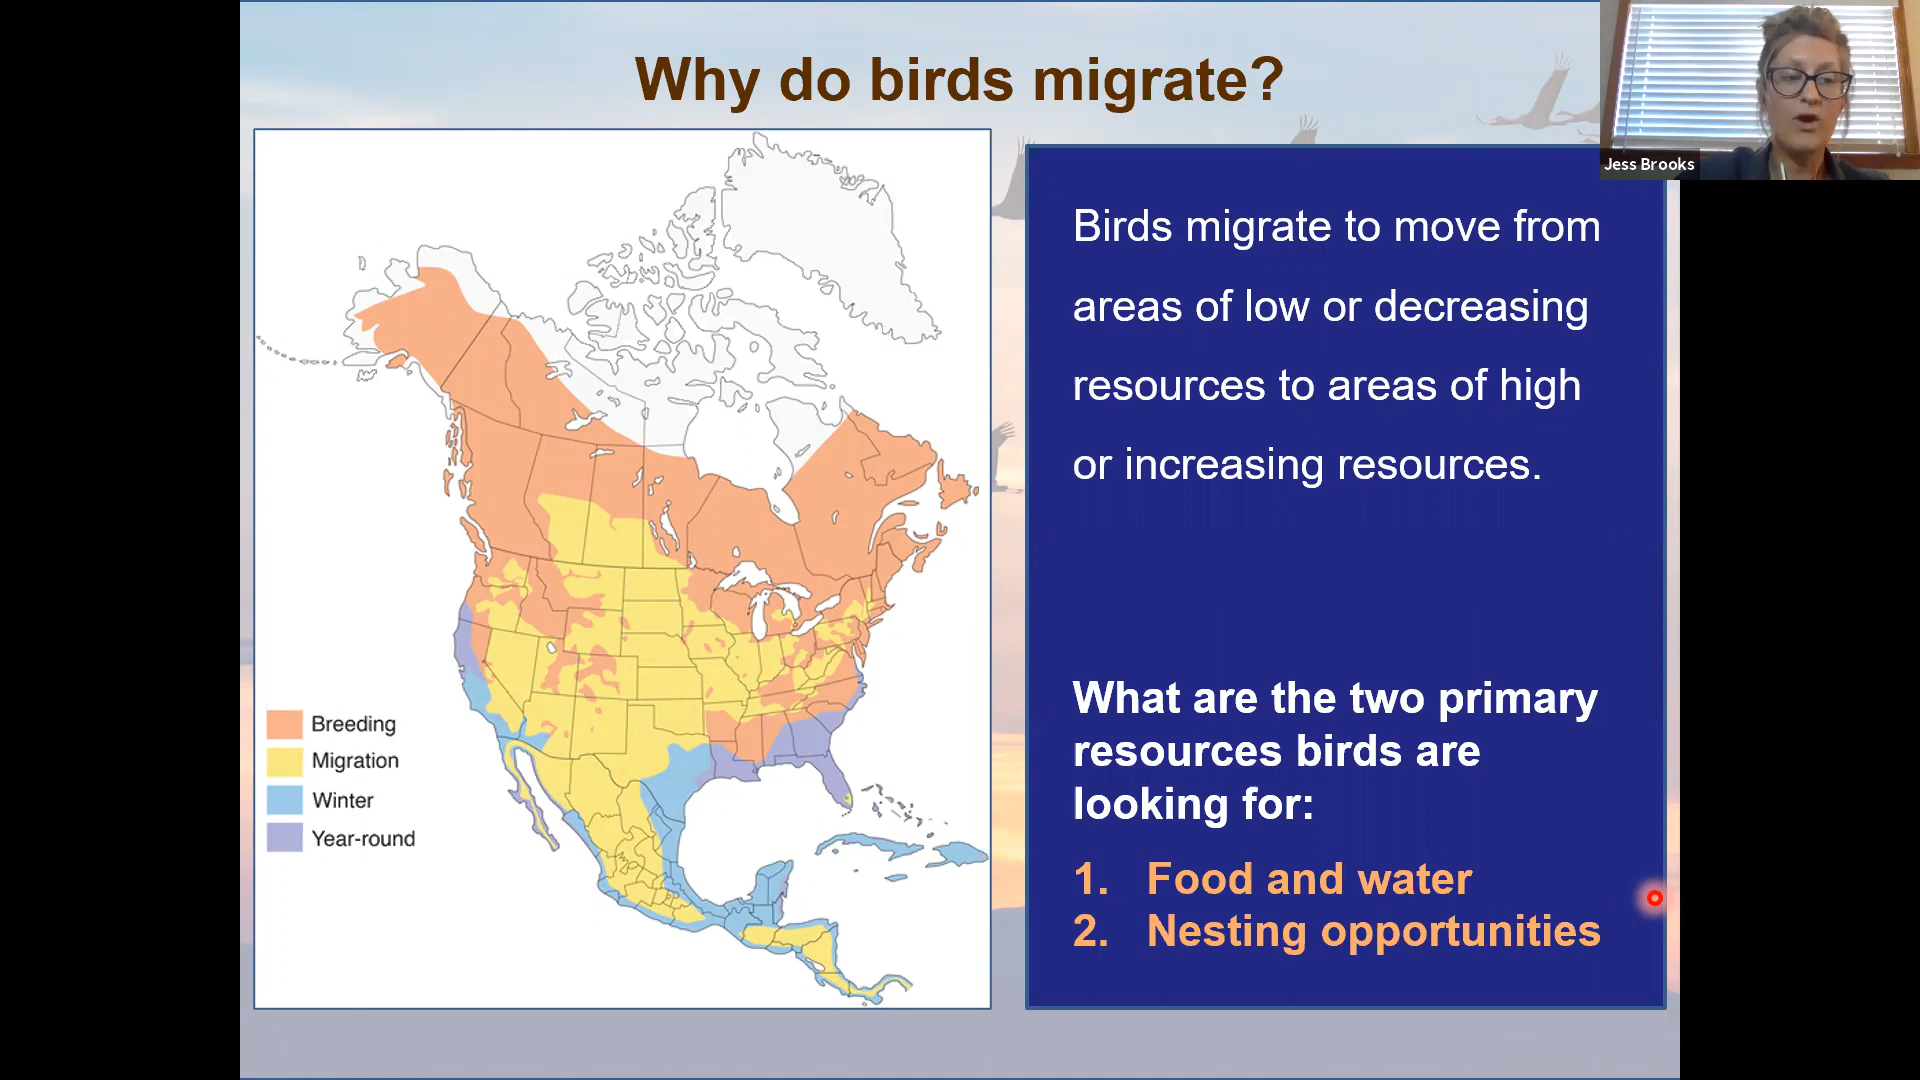 Why do birds migrate?
Jess Brooks
Birds migrate to move from
areas of low or decreasing
resources to areas of high
or increasing resources.
Breeding
Migration
Winter
Year-round
What are the two primary
resources birds are
looking for:
1. Food and water
2. Nesting opportunities